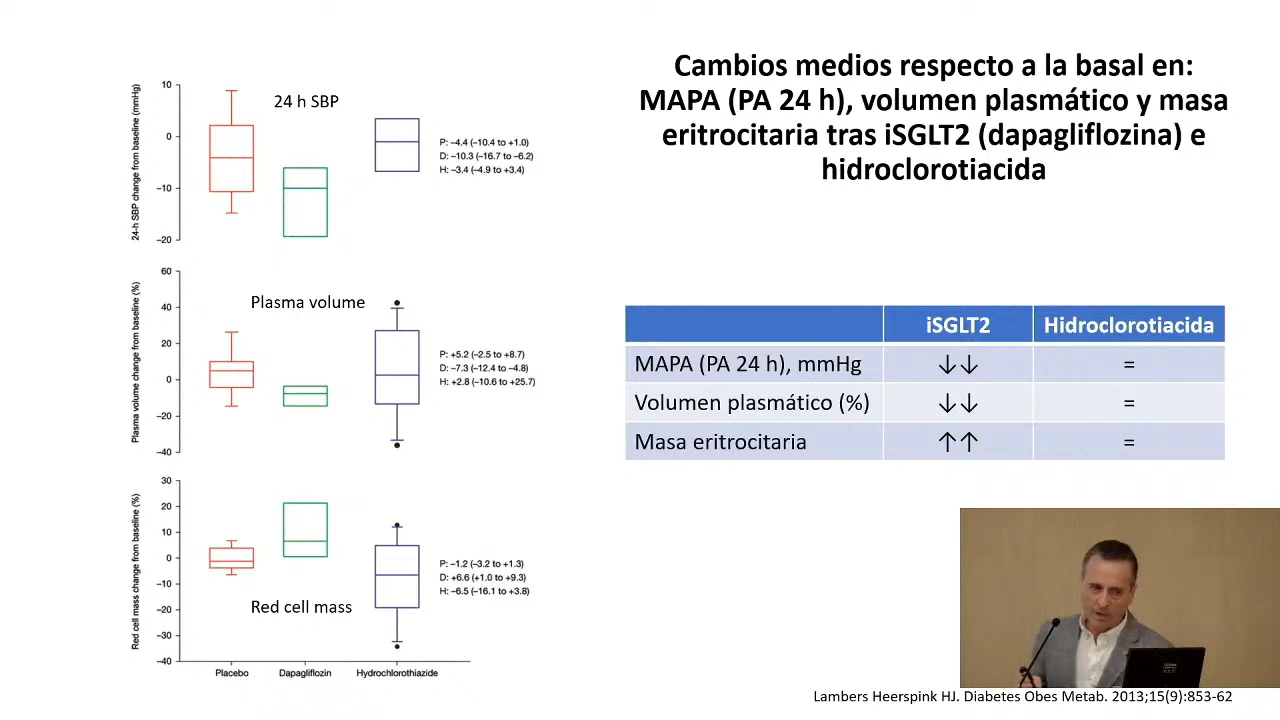 Cambios medios respecto a la basal en:
MAPA (PA 24 h), volumen plasmático y masa
eritrocitaria tras iSGLT2 (dapagliflozina) e
hidroclorotiacida
24-h SBP change from baseline (mmHg)
10
0
−10
−20
24 h SBP
P: −4.4 (−10.4 to +1.0)
D: −10.3 (−16.7 to −6.2)
H: −3.4 (−4.9 to +3.4)
Plasma volume change from baseline (%)
60
40
20
0
−20
−40
Plasma volume
P: +5.2 (−2.5 to +8.7)
D: −7.3 (−12.4 to −4.8)
H: +2.8 (−10.6 to +25.7)
Red cell mass change from baseline (%)
30
20
10
0
−10
−20
−30
−40
Red cell mass
P: −1.2 (−3.2 to +1.3)
D: +6.6 (+1.0 to +9.3)
H: −6.5 (−16.1 to +3.8)
Placebo Dapagliflozin Hydrochlorothiazide
iSGLT2 Hidroclorotiacida
MAPA (PA 24 h), mmHg ↓↓ =
Volumen plasmático (%) ↓↓ =
Masa eritrocitaria ↑↑ =
Lambers Heerspink HJ. Diabetes Obes Metab. 2013;15(9):853-62